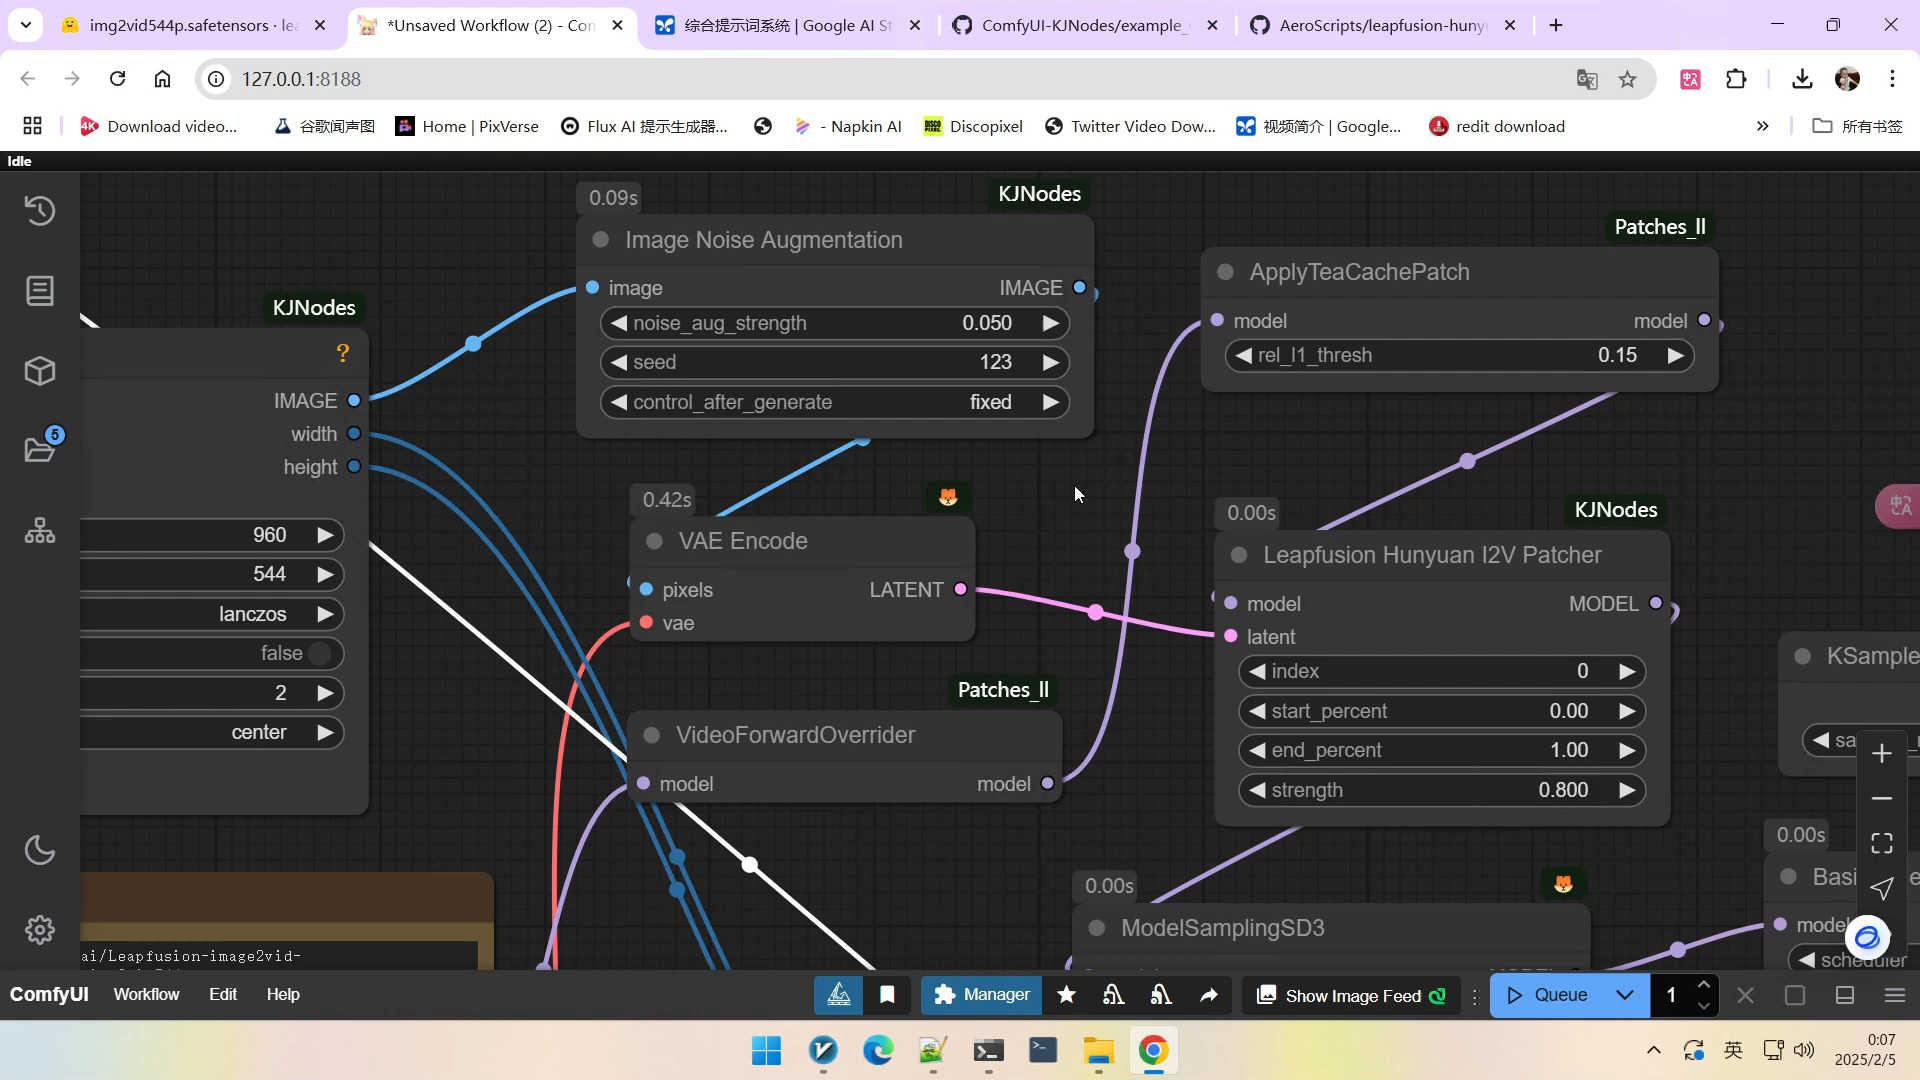 img2vid544p.safetensors · le
*Unsaved Workflow (2) - Con
综合提示词系统 | Google AI St
ComfyUI-KJNodes/example_
AeroScripts/leapfusion-huny
127.0.0.1:8188
Download video...
谷歌闻声图
Home | PixVerse
Flux AI 提示生成器...
- Napkin AI
Discopixel
Twitter Video Dow...
视频简介 | Google...
redit download
»
所有书签
Idle
0.09s
KJNodes
Image Noise Augmentation
image
IMAGE
noise_aug_strength
0.050
seed
123
control_after_generate
fixed
Patches_ll
ApplyTeaCachePatch
model
model
rel_l1_thresh
0.15
KJNodes
?
IMAGE
width
height
960
544
lanczos
false
2
center
5
0.42s
VAE Encode
pixels
LATENT
vae
0.00s
KJNodes
Leapfusion Hunyuan I2V Patcher
model
MODEL
latent
index
0
start_percent
0.00
end_percent
1.00
strength
0.800
Patches_ll
VideoForwardOverrider
model
model
KSample
sa
0.00s
ModelSamplingSD3
0.00s
Basi
model
scheduler
ai/Leapfusion-image2vid-
ComfyUI
Workflow
Edit
Help
Manager
Show Image Feed
Queue
1
英
0:07
2025/2/5